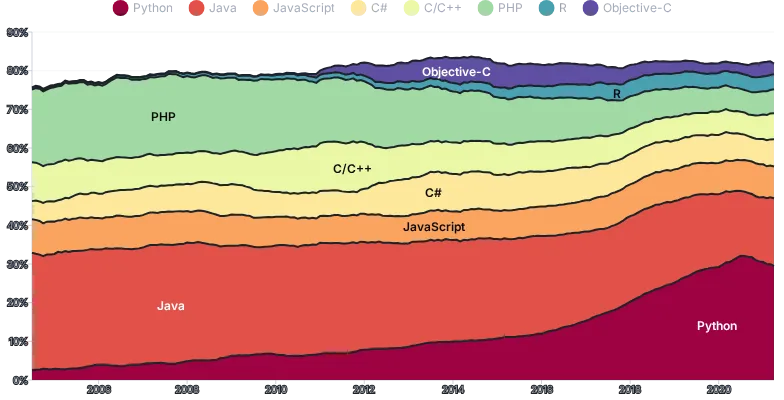 Python Java JavaScript C# C/C++ PHP R Objective-C
90%
80%
70%
60%
50%
40%
30%
20%
10%
0%
Objective-C
R
PHP
C/C++
C#
JavaScript
Java
Python
2006 2008 2010 2012 2014 2016 2018 2020